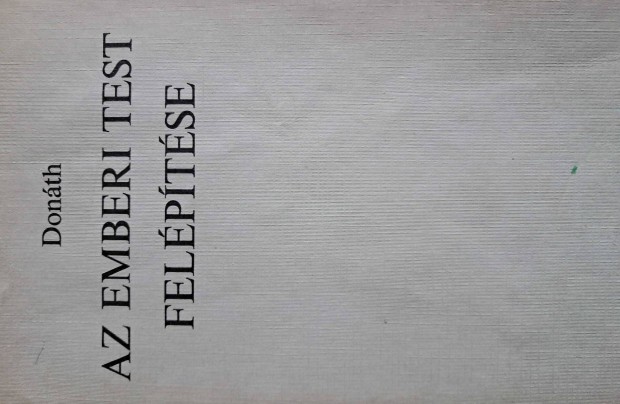 Donáth
AZ EMBERI TEST
FELÉPÍTÉSE